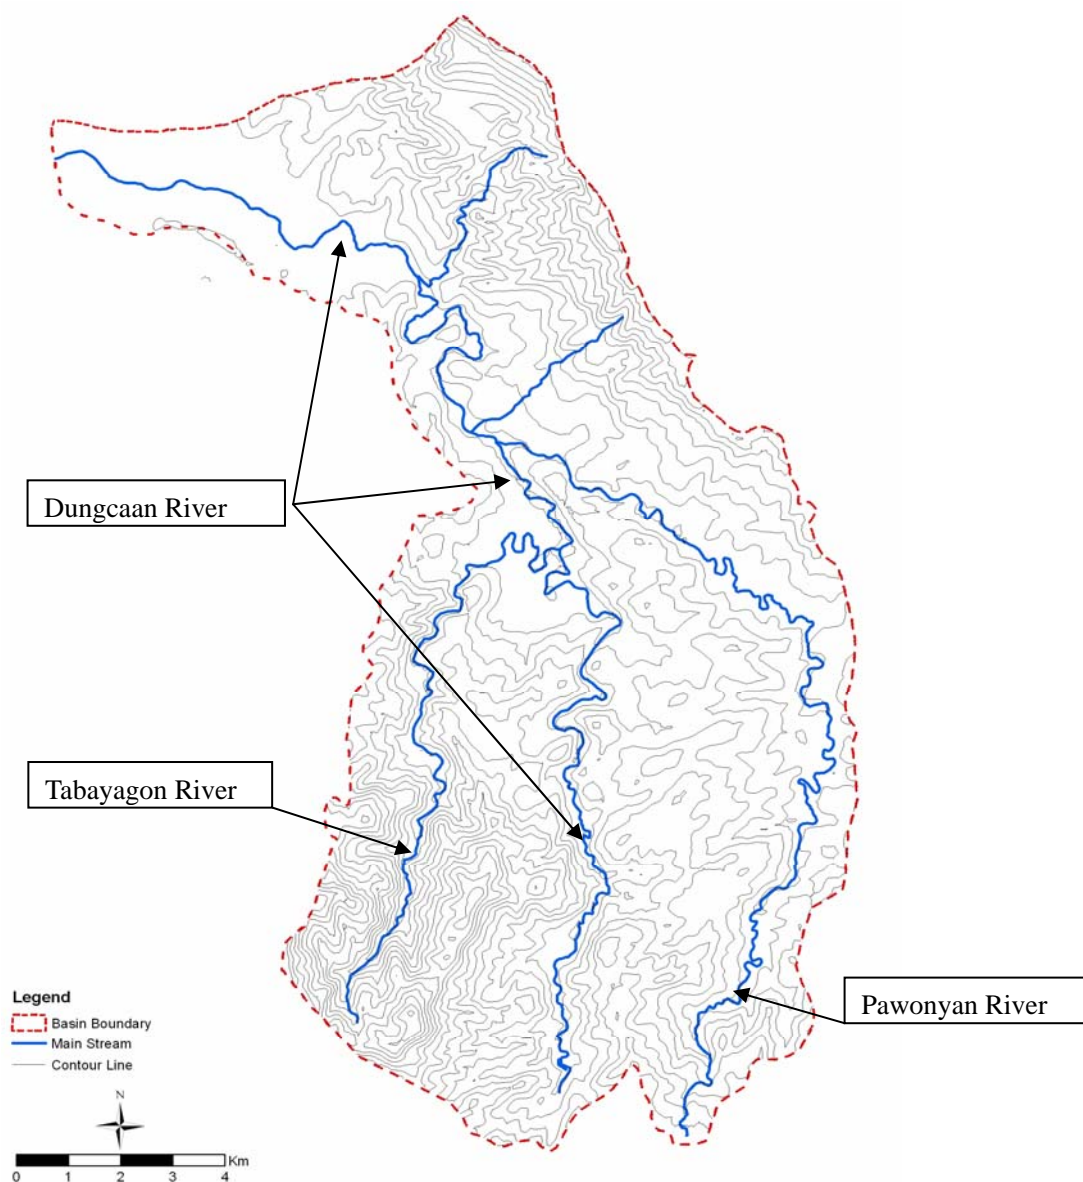 Dungcaan River
Tabayagon River
Pawonyan River
Legend
Basin Boundary
Main Stream
Contour Line
N
Km
0 1 2 3 4